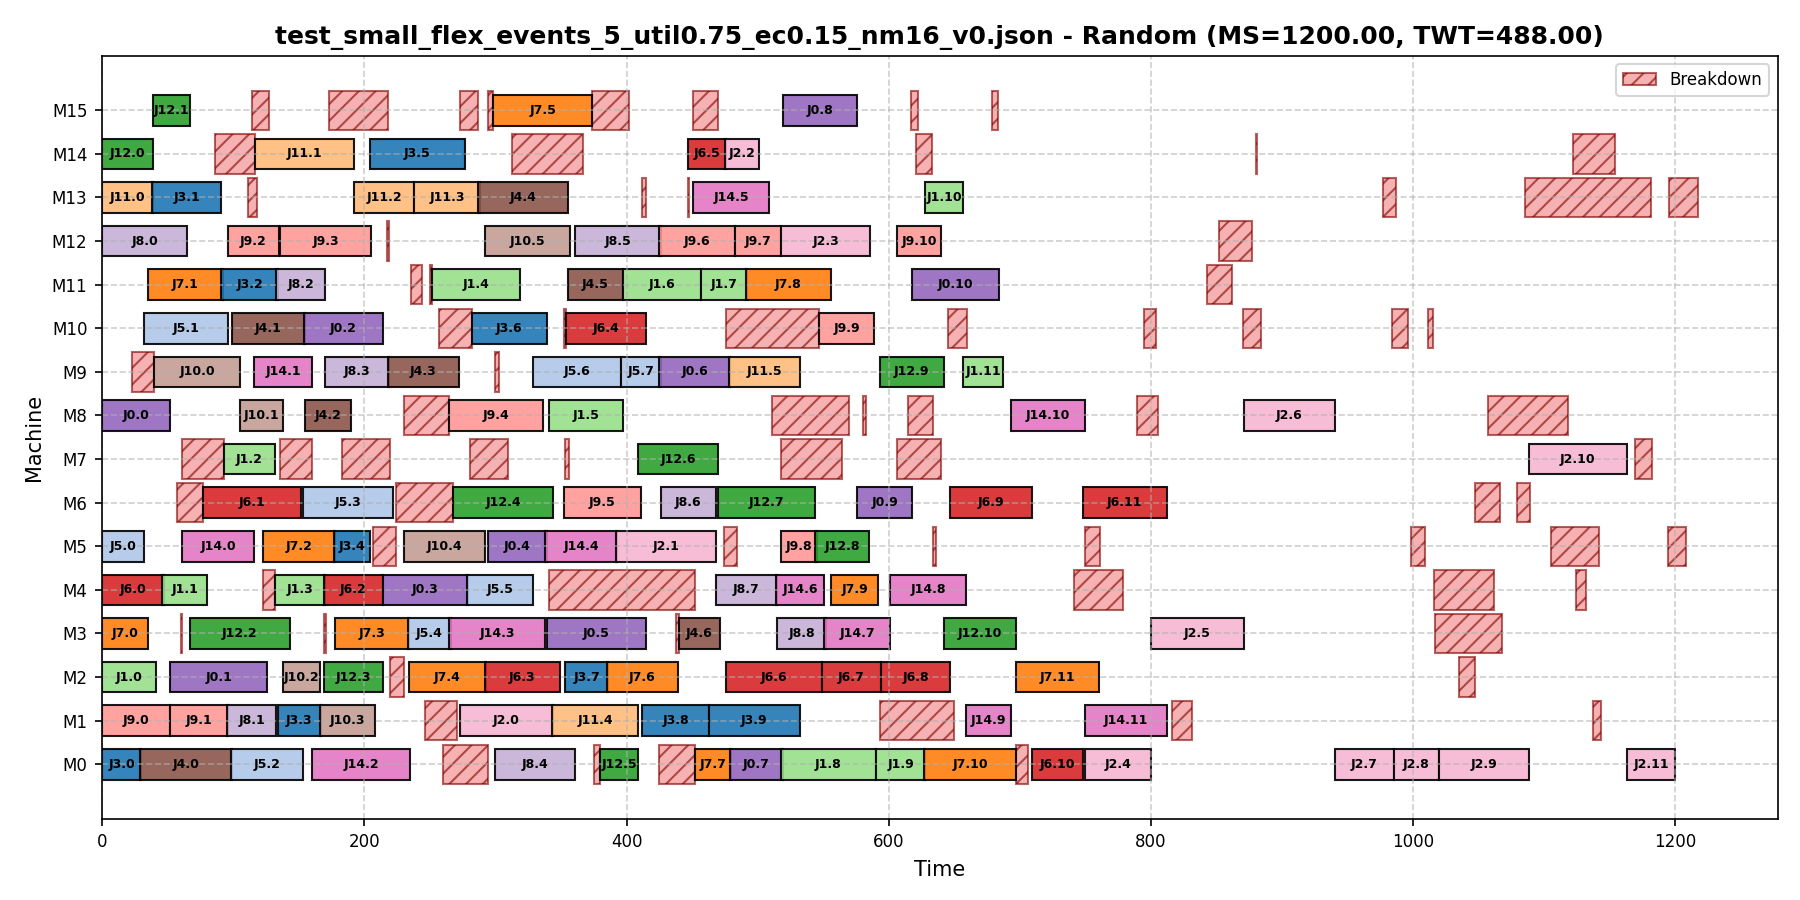 test_small_flex_events_5_util0.75_ec0.15_nm16_v0.json - Random (MS=1200.00, TWT=488.00)
Breakdown
Machine
M15 J12.1 J7.5 J0.8
M14 J12.0 J11.1 J3.5 J6.5 J2.2
M13 J11.0 J3.1 J11.2 J11.3 J4.4 J14.5 J1.10
M12 J8.0 J9.2 J9.3 J10.5 J8.5 J9.6 J9.7 J2.3 J9.10
M11 J7.1 J3.2 J8.2 J1.4 J4.5 J1.6 J1.7 J7.8 J0.10
M10 J5.1 J4.1 J0.2 J3.6 J6.4 J9.9
M9 J10.0 J14.1 J8.3 J4.3 J5.6 J5.7 J0.6 J11.5 J12.9 J1.11
M8 J0.0 J10.1 J4.2 J9.4 J1.5 J14.10 J2.6
M7 J1.2 J12.6 J2.10
M6 J6.1 J5.3 J12.4 J9.5 J8.6 J12.7 J0.9 J6.9 J6.11
M5 J5.0 J14.0 J7.2 J3.4 J10.4 J0.4 J14.4 J2.1 J9.8 J12.8
M4 J6.0 J1.1 J1.3 J6.2 J0.3 J5.5 J8.7 J14.6 J7.9 J14.8
M3 J7.0 J12.2 J7.3 J5.4 J14.3 J0.5 J4.6 J8.8 J14.7 J12.10 J2.5
M2 J1.0 J0.1 J10.2 J12.3 J7.4 J6.3 J3.7 J7.6 J6.6 J6.7 J6.8 J7.11
M1 J9.0 J9.1 J8.1 J3.3 J10.3 J2.0 J11.4 J3.8 J3.9 J14.9 J14.11
M0 J3.0 J4.0 J5.2 J14.2 J8.4 J12.5 J7.7 J0.7 J1.8 J1.9 J7.10 J6.10 J2.4 J2.7 J2.8 J2.9 J2.11
0 200 400 600 800 1000 1200
Time